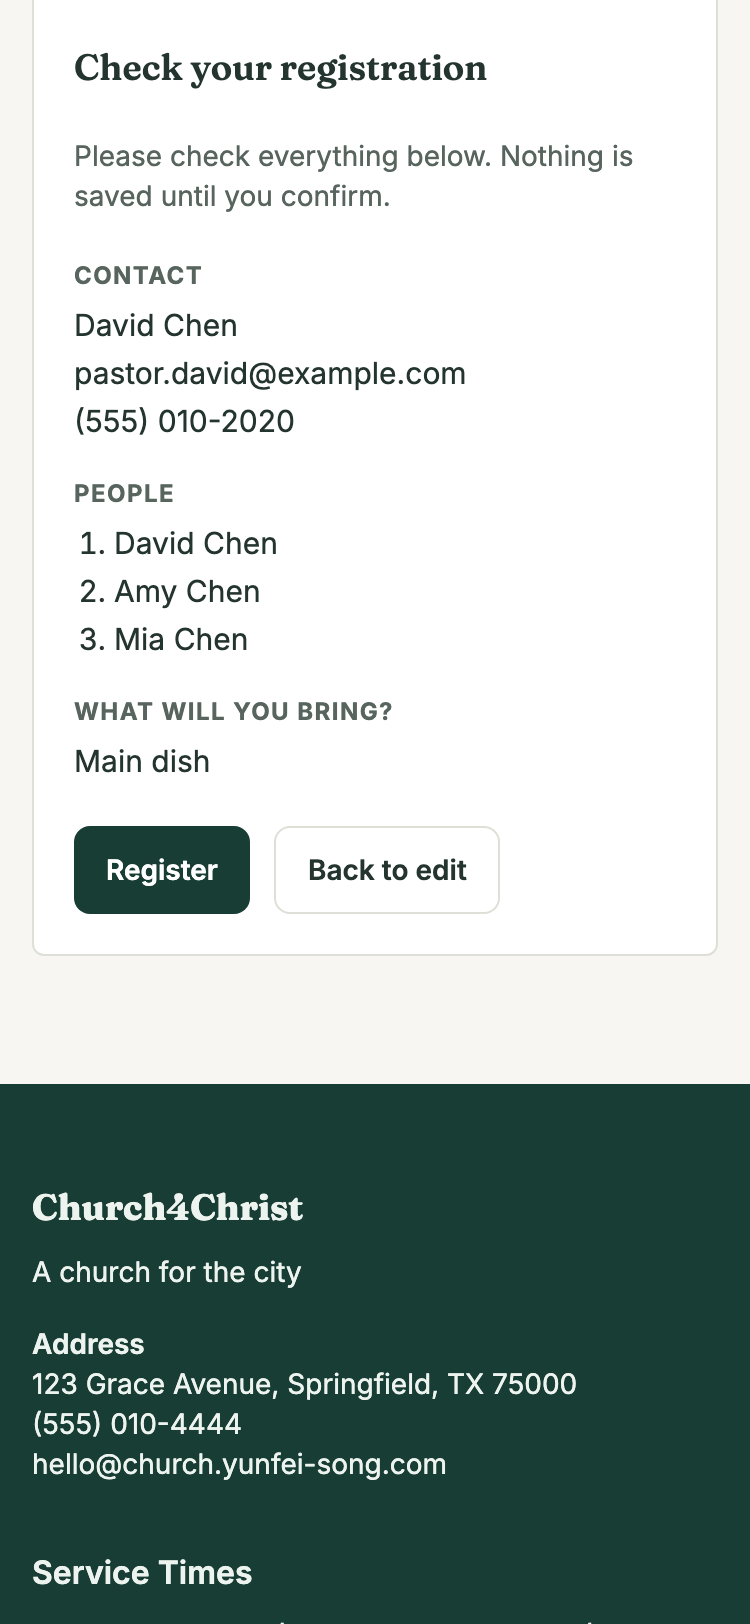 Check your registration
Please check everything below. Nothing is
saved until you confirm.
CONTACT
David Chen
pastor.david@example.com
(555) 010-2020
PEOPLE
1. David Chen
2. Amy Chen
3. Mia Chen
WHAT WILL YOU BRING?
Main dish
Register
Back to edit
Church4Christ
A church for the city
Address
123 Grace Avenue, Springfield, TX 75000
(555) 010-4444
hello@church.yunfei-song.com
Service Times